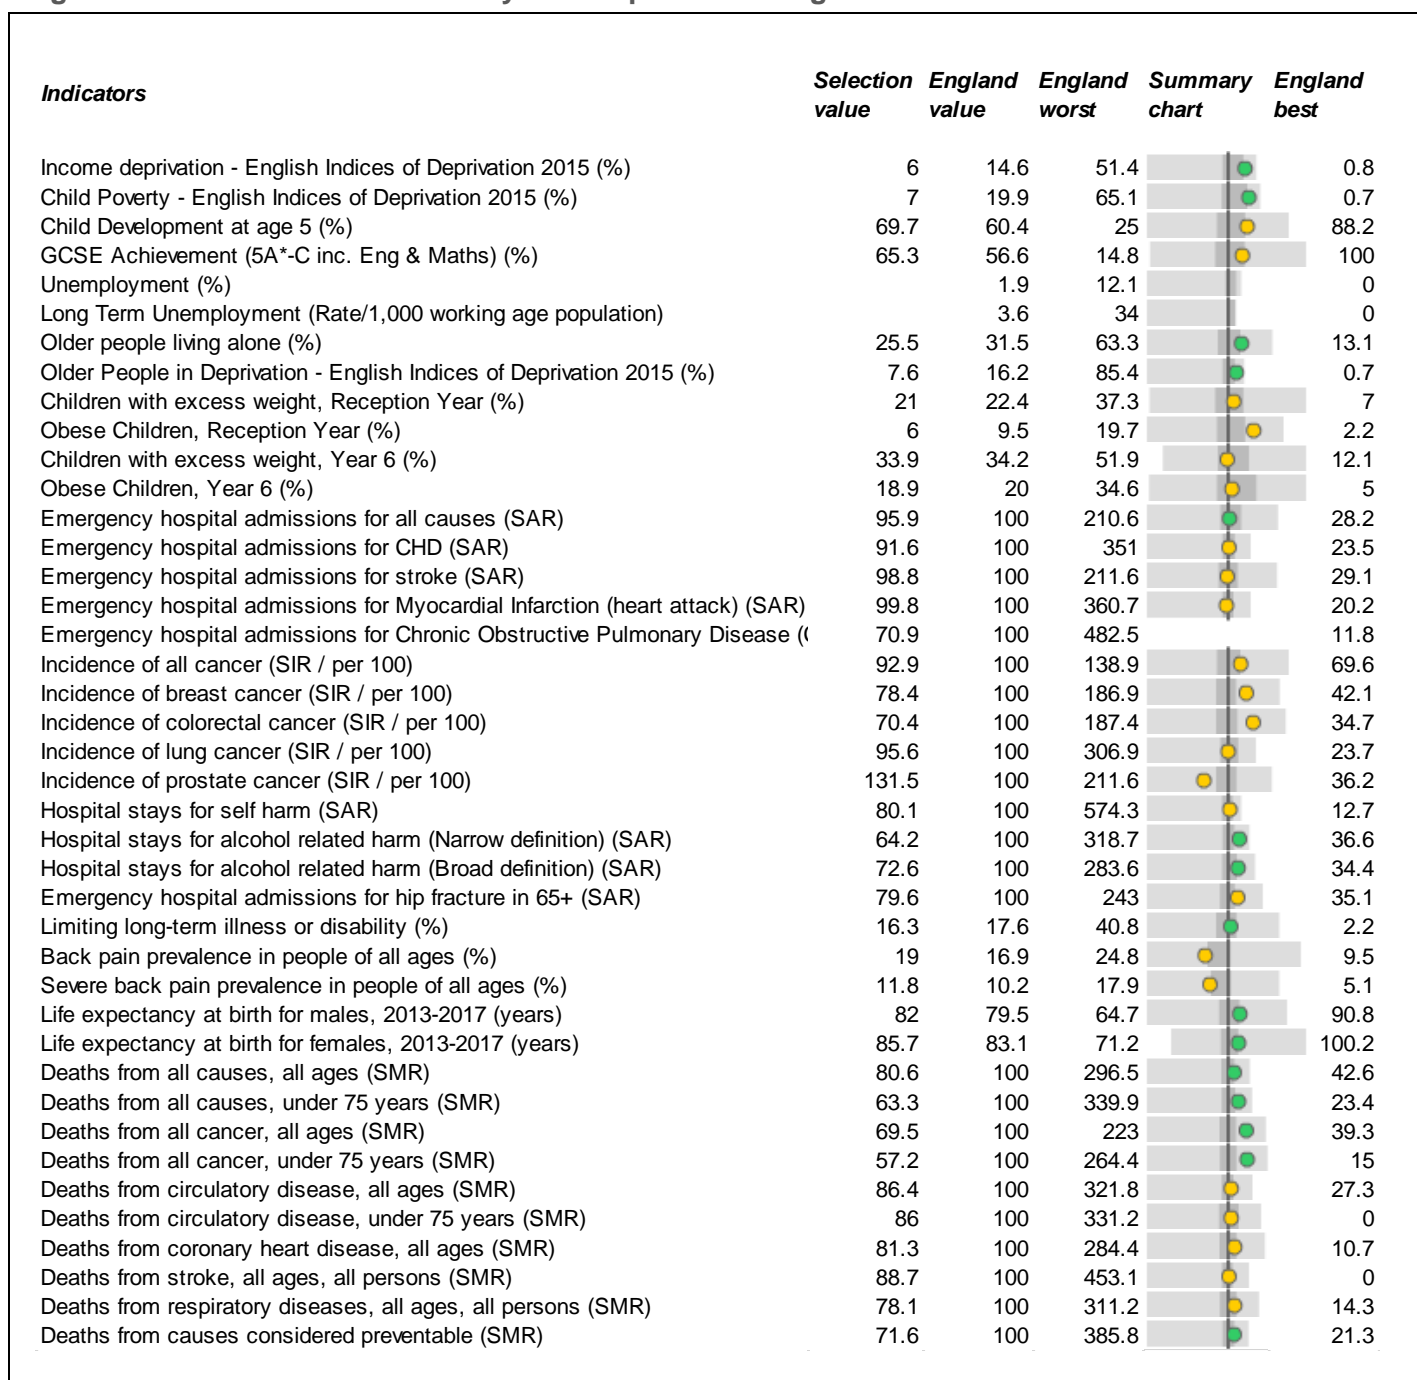 Indicators Selection value England value England worst Summary chart England best
Income deprivation - English Indices of Deprivation 2015 (%) 6 14.6 51.4 0.8
Child Poverty - English Indices of Deprivation 2015 (%) 7 19.9 65.1 0.7
Child Development at age 5 (%) 69.7 60.4 25 88.2
GCSE Achievement (5A*-C inc. Eng & Maths) (%) 65.3 56.6 14.8 100
Unemployment (%) 1.9 12.1 0
Long Term Unemployment (Rate/1,000 working age population) 3.6 34 0
Older people living alone (%) 25.5 31.5 63.3 13.1
Older People in Deprivation - English Indices of Deprivation 2015 (%) 7.6 16.2 85.4 0.7
Children with excess weight, Reception Year (%) 21 22.4 37.3 7
Obese Children, Reception Year (%) 6 9.5 19.7 2.2
Children with excess weight, Year 6 (%) 33.9 34.2 51.9 12.1
Obese Children, Year 6 (%) 18.9 20 34.6 5
Emergency hospital admissions for all causes (SAR) 95.9 100 210.6 28.2
Emergency hospital admissions for CHD (SAR) 91.6 100 351 23.5
Emergency hospital admissions for stroke (SAR) 98.8 100 211.6 29.1
Emergency hospital admissions for Myocardial Infarction (heart attack) (SAR) 99.8 100 360.7 20.2
Emergency hospital admissions for Chronic Obstructive Pulmonary Disease ( 70.9 100 482.5 11.8
Incidence of all cancer (SIR / per 100) 92.9 100 138.9 69.6
Incidence of breast cancer (SIR / per 100) 78.4 100 186.9 42.1
Incidence of colorectal cancer (SIR / per 100) 70.4 100 187.4 34.7
Incidence of lung cancer (SIR / per 100) 95.6 100 306.9 23.7
Incidence of prostate cancer (SIR / per 100) 131.5 100 211.6 36.2
Hospital stays for self harm (SAR) 80.1 100 574.3 12.7
Hospital stays for alcohol related harm (Narrow definition) (SAR) 64.2 100 318.7 36.6
Hospital stays for alcohol related harm (Broad definition) (SAR) 72.6 100 283.6 34.4
Emergency hospital admissions for hip fracture in 65+ (SAR) 79.6 100 243 35.1
Limiting long-term illness or disability (%) 16.3 17.6 40.8 2.2
Back pain prevalence in people of all ages (%) 19 16.9 24.8 9.5
Severe back pain prevalence in people of all ages (%) 11.8 10.2 17.9 5.1
Life expectancy at birth for males, 2013-2017 (years) 82 79.5 64.7 90.8
Life expectancy at birth for females, 2013-2017 (years) 85.7 83.1 71.2 100.2
Deaths from all causes, all ages (SMR) 80.6 100 296.5 42.6
Deaths from all causes, under 75 years (SMR) 63.3 100 339.9 23.4
Deaths from all cancer, all ages (SMR) 69.5 100 223 39.3
Deaths from all cancer, under 75 years (SMR) 57.2 100 264.4 15
Deaths from circulatory disease, all ages (SMR) 86.4 100 321.8 27.3
Deaths from circulatory disease, under 75 years (SMR) 86 100 331.2 0
Deaths from coronary heart disease, all ages (SMR) 81.3 100 284.4 10.7
Deaths from stroke, all ages, all persons (SMR) 88.7 100 453.1 0
Deaths from respiratory diseases, all ages, all persons (SMR) 78.1 100 311.2 14.3
Deaths from causes considered preventable (SMR) 71.6 100 385.8 21.3